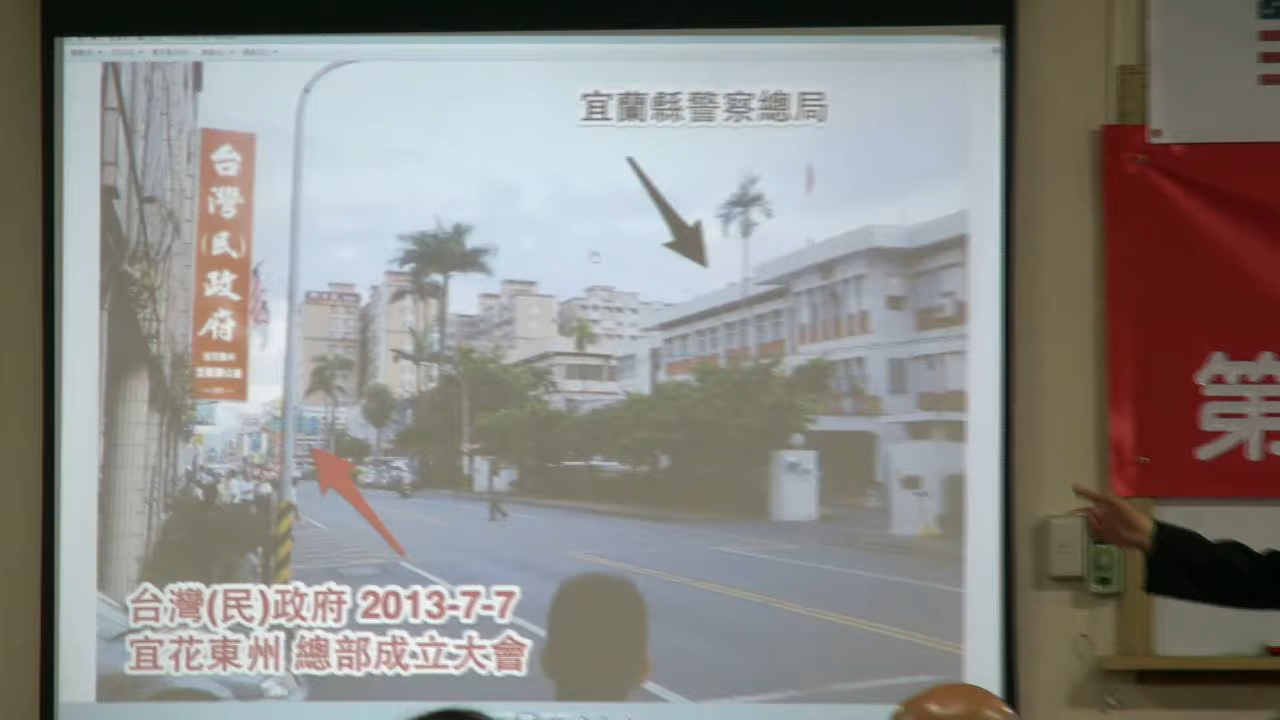 宜蘭縣警察總局
台灣(民)政府
台灣(民)政府 2013-7-7
宜花東州 總部成立大會
第